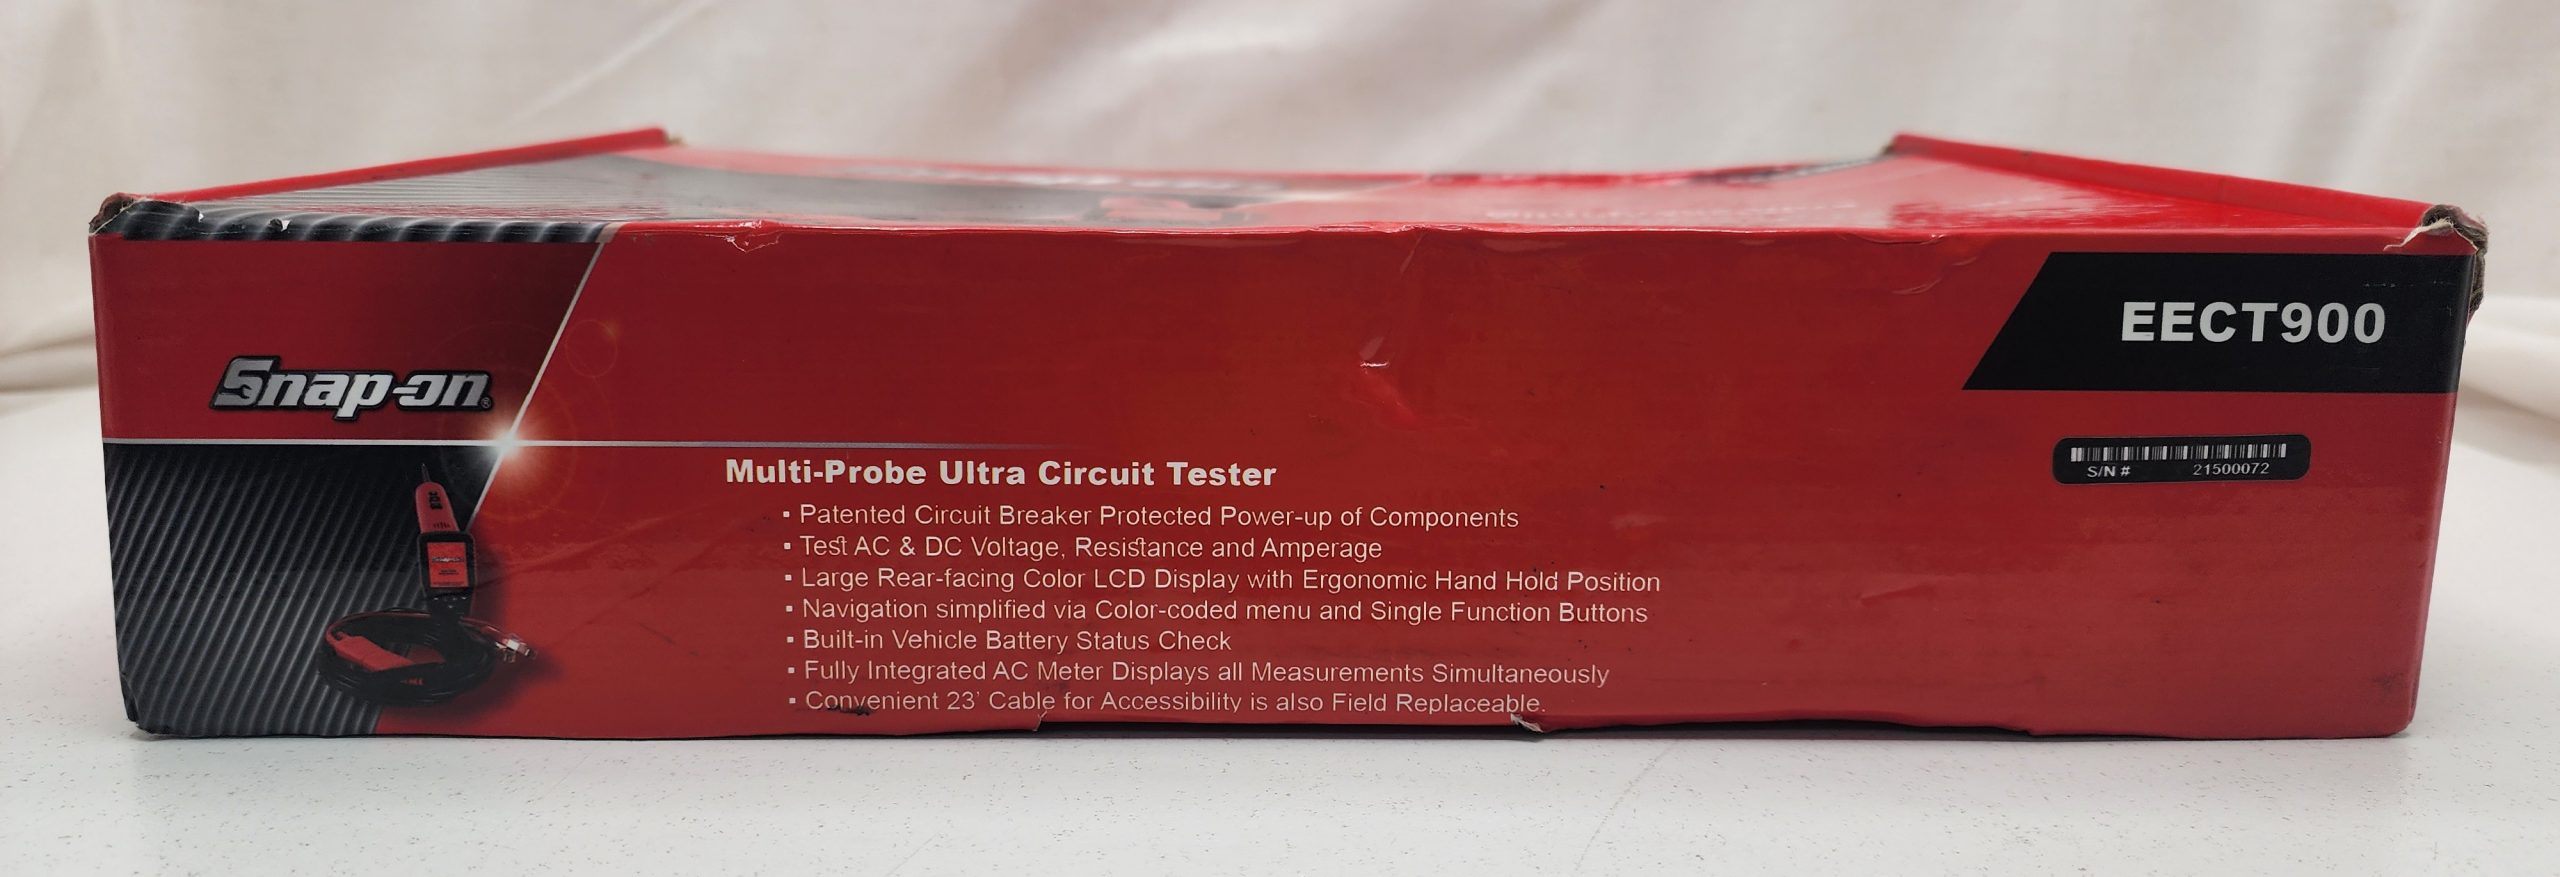 Snap-on®
EECT900
S/N # 21500072
Multi-Probe Ultra Circuit Tester
▪ Patented Circuit Breaker Protected Power-up of Components
▪ Test AC & DC Voltage, Resistance and Amperage
▪ Large Rear-facing Color LCD Display with Ergonomic Hand Hold Position
▪ Navigation simplified via Color-coded menu and Single Function Buttons
▪ Built-in Vehicle Battery Status Check
▪ Fully Integrated AC Meter Displays all Measurements Simultaneously
▪ Convenient 23' Cable for Accessibility is also Field Replaceable.